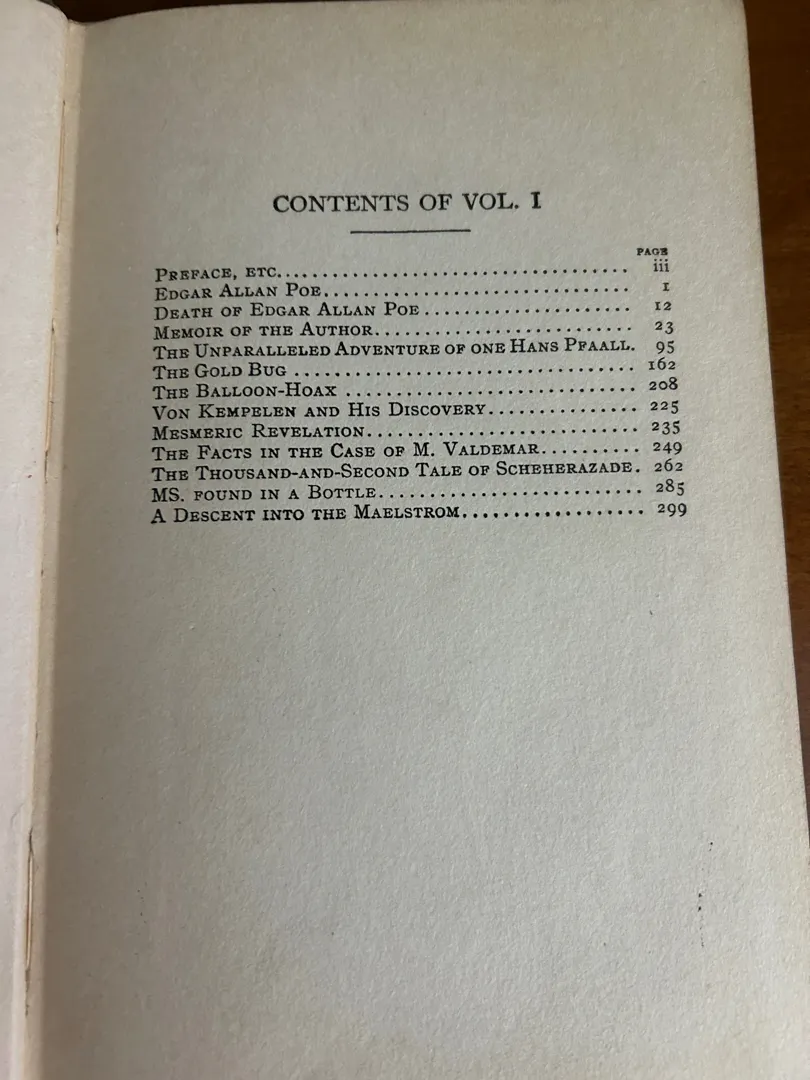 CONTENTS OF VOL. I
PAGE
PREFACE, ETC. iii
EDGAR ALLAN POE 1
DEATH OF EDGAR ALLAN POE 12
MEMOIR OF THE AUTHOR 23
THE UNPARALLELED ADVENTURE OF ONE HANS PFAALL. 95
THE GOLD BUG 162
THE BALLOON-HOAX 208
VON KEMPELEN AND HIS DISCOVERY 225
MESMERIC REVELATION 235
THE FACTS IN THE CASE OF M. VALDEMAR 249
THE THOUSAND-AND-SECOND TALE OF SCHEHERAZADE. 262
MS. FOUND IN A BOTTLE 285
A DESCENT INTO THE MAELSTROM 299